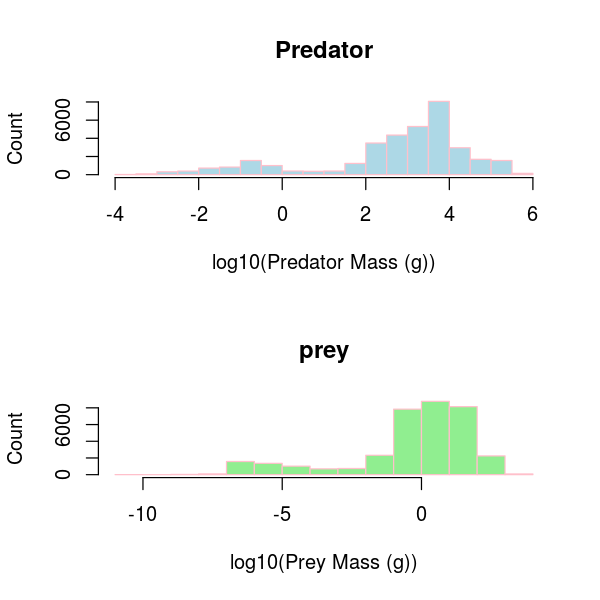 Predator
Count
6000
0
-4 -2 0 2 4 6
log10(Predator Mass (g))
prey
Count
6000
0
-10 -5 0
log10(Prey Mass (g))